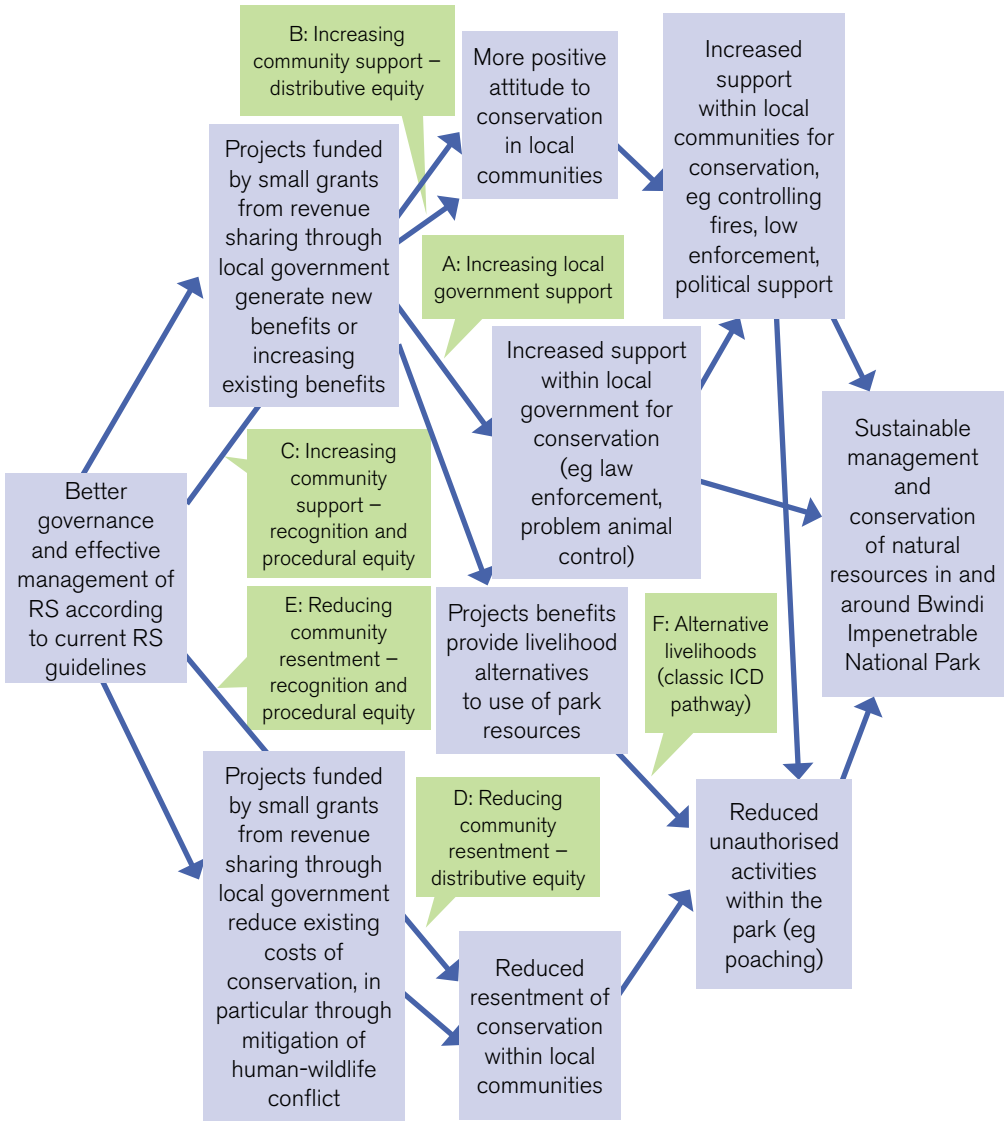 B: Increasing
community support –
distributive equity
More positive
attitude to
conservation
in local
communities
Increased
support
within local
communities for
conservation,
eg controlling
fires, low
enforcement,
political support
Projects funded
by small grants
from revenue
sharing through
local government
generate new
benefits or
increasing
existing benefits
A: Increasing local
government support
Increased support
within local
government for
conservation
(eg law
enforcement,
problem animal
control)
Sustainable
management
and
conservation
of natural
resources in and
around Bwindi
Impenetrable
National Park
C: Increasing
community
support –
recognition and
procedural equity
Better
governance
and effective
management of
RS according
to current RS
guidelines
E: Reducing
community
resentment –
recognition and
procedural equity
Projects benefits
provide livelihood
alternatives
to use of park
resources
F: Alternative
livelihoods
(classic ICD
pathway)
Projects funded
by small grants
from revenue
sharing through
local government
reduce existing
costs of
conservation, in
particular through
mitigation of
human-wildlife
conflict
D: Reducing
community
resentment –
distributive equity
Reduced
unauthorised
activities
within the
park (eg
poaching)
Reduced
resentment of
conservation
within local
communities